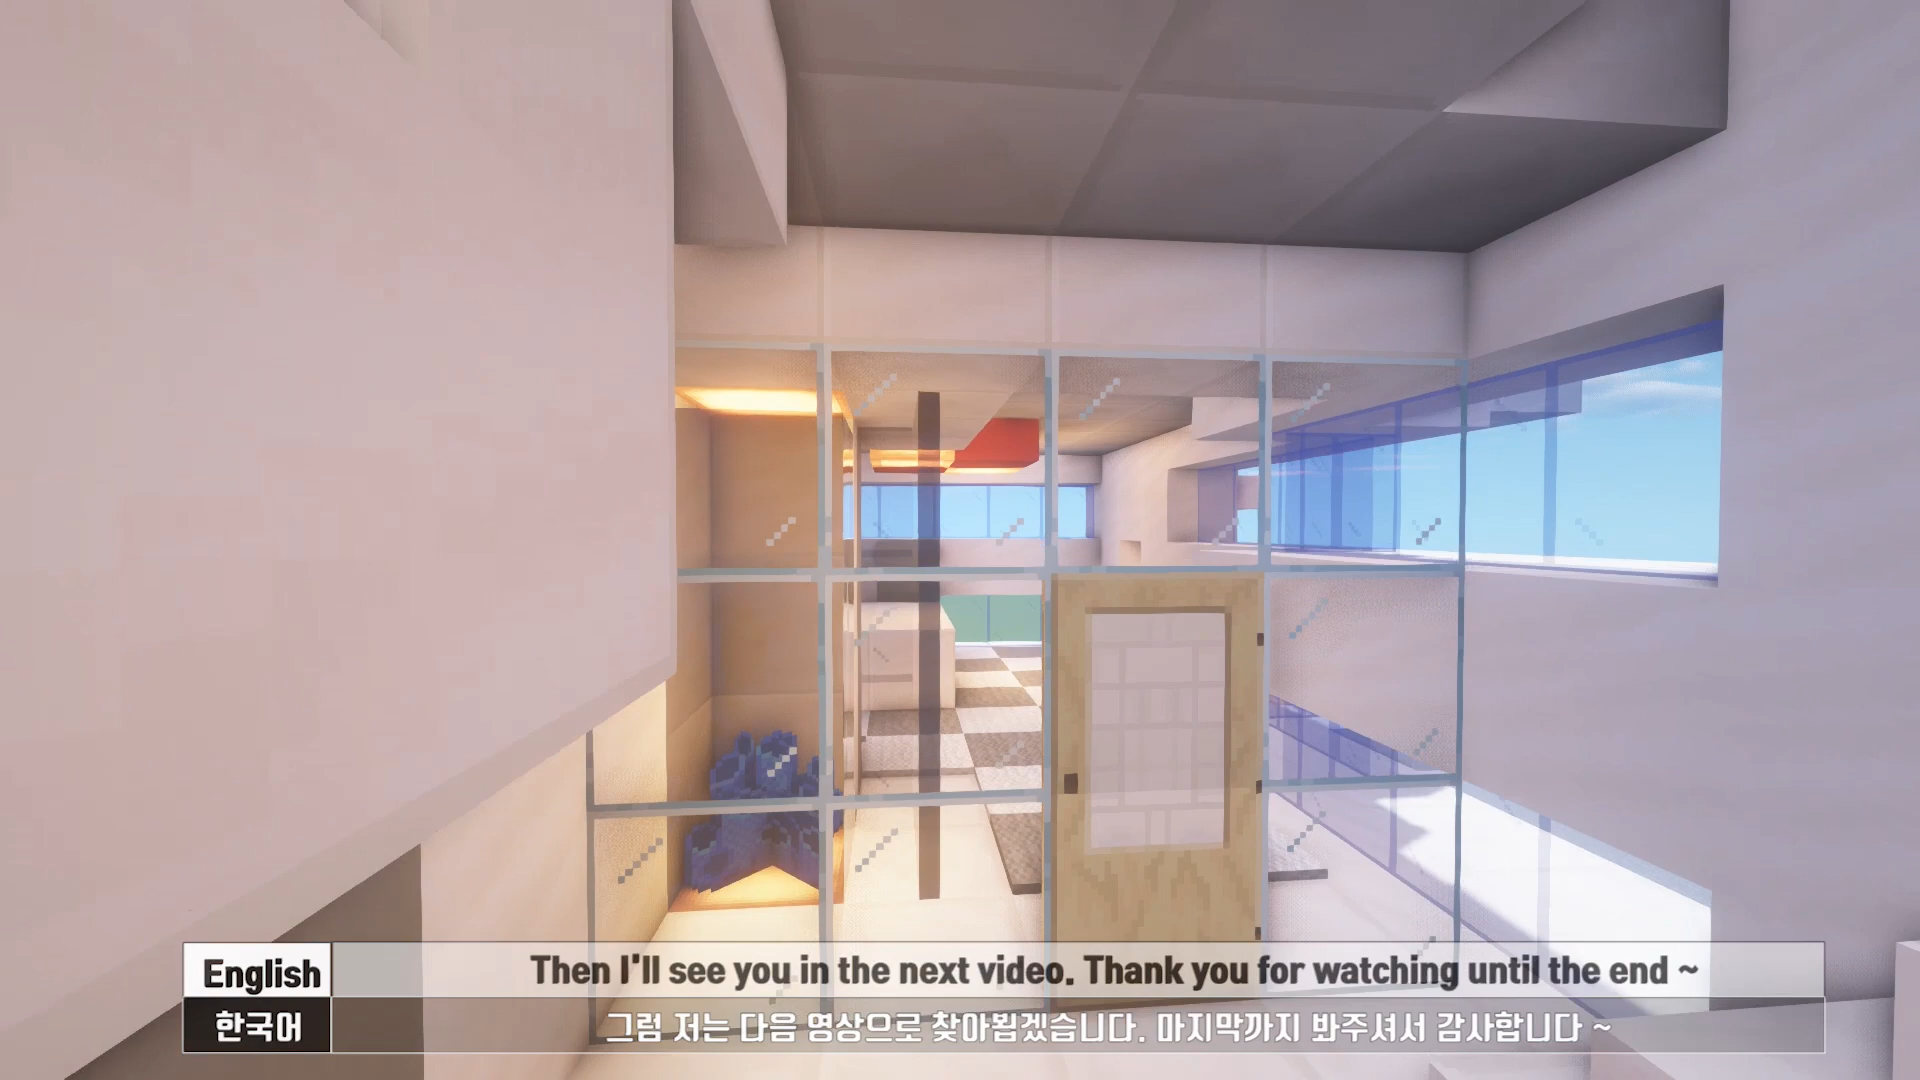 English Then I'll see you in the next video. Thank you for watching until the end ~
한국어 그럼 저는 다음 영상으로 찾아뵙겠습니다. 마지막까지 봐주셔서 감사합니다 ~